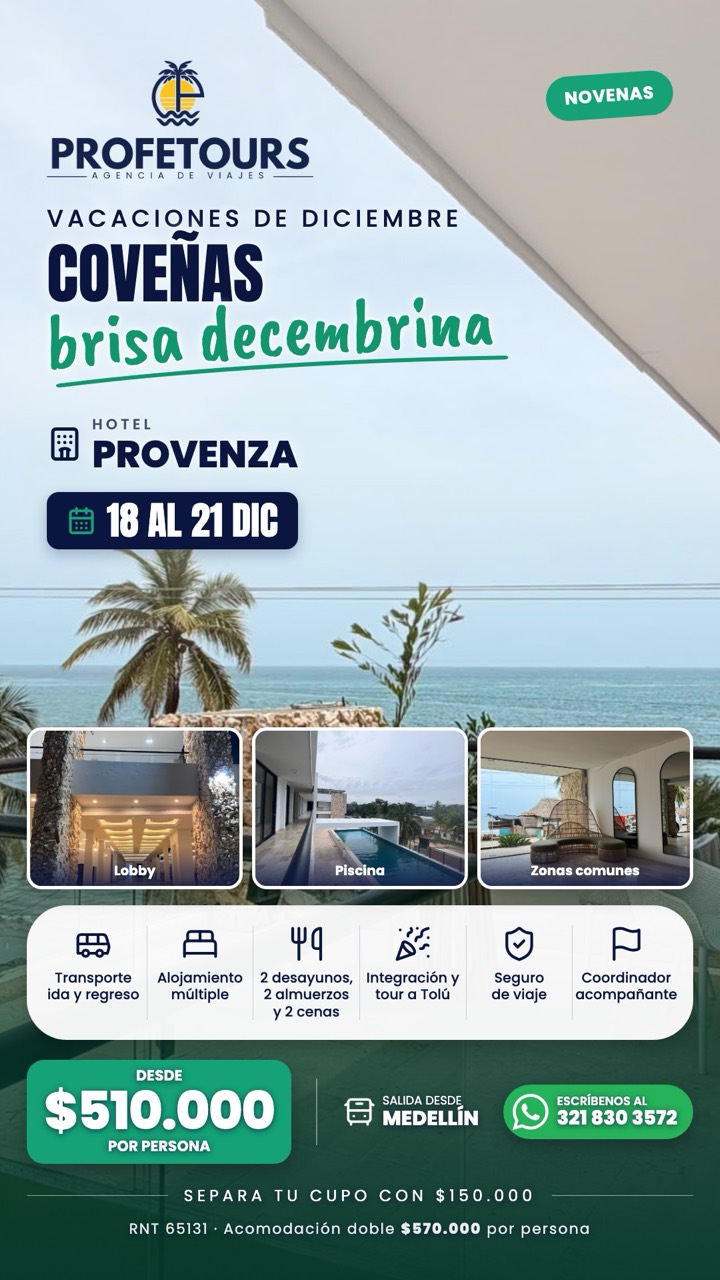 NOVENAS
PROFETOURS
AGENCIA DE VIAJES
VACACIONES DE DICIEMBRE
COVEÑAS
brisa decembrina
HOTEL
PROVENZA
18 AL 21 DIC
Lobby
Piscina
Zonas comunes
Transporte
ida y regreso
Alojamiento
múltiple
2 desayunos,
2 almuerzos
y 2 cenas
Integración y
tour a Tolú
Seguro
de viaje
Coordinador
acompañante
DESDE
$510.000
POR PERSONA
SALIDA DESDE
MEDELLÍN
ESCRÍBENOS AL
321 830 3572
SEPARA TU CUPO CON $150.000
RNT 65131 · Acomodación doble $570.000 por persona